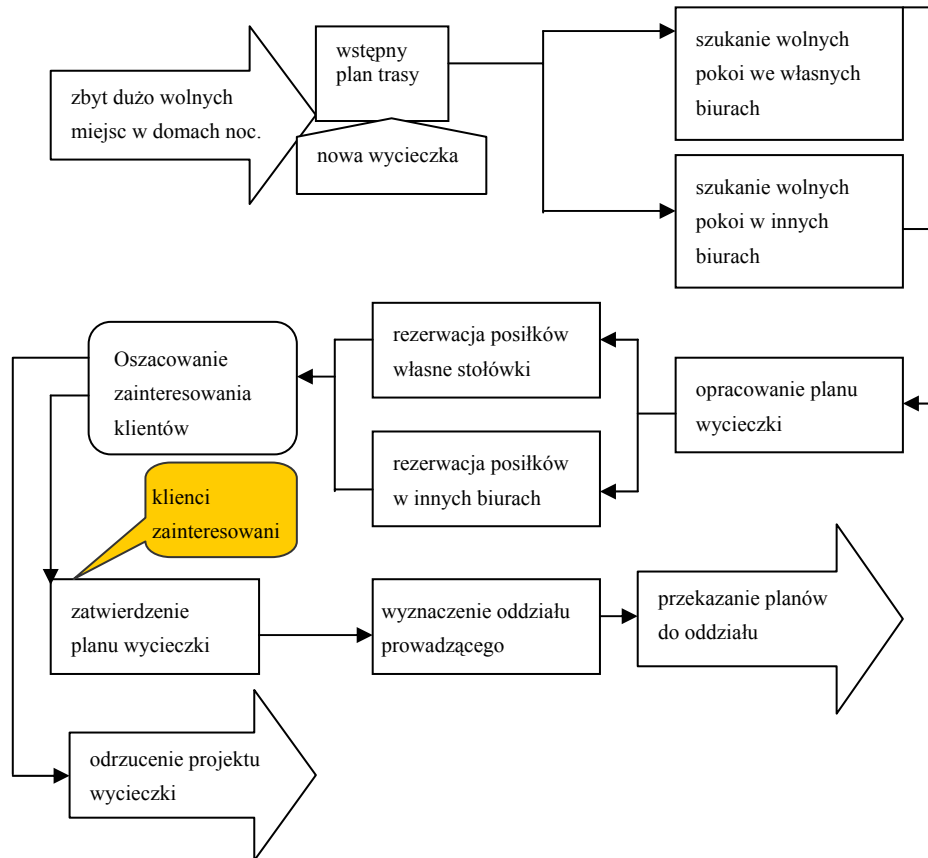 zbyt dużo wolnych
miejsc w domach noc.
wstępny
plan trasy
nowa wycieczka
szukanie wolnych
pokoi we własnych
biurach
szukanie wolnych
pokoi w innych
biurach
Oszacowanie
zainteresowania
klientów
rezerwacja posiłków
własne stołówki
rezerwacja posiłków
w innych biurach
opracowanie planu
wycieczki
klienci
zainteresowani
zatwierdzenie
planu wycieczki
wyznaczenie oddziału
prowadzącego
przekazanie planów
do oddziału
odrzucenie projektu
wycieczki